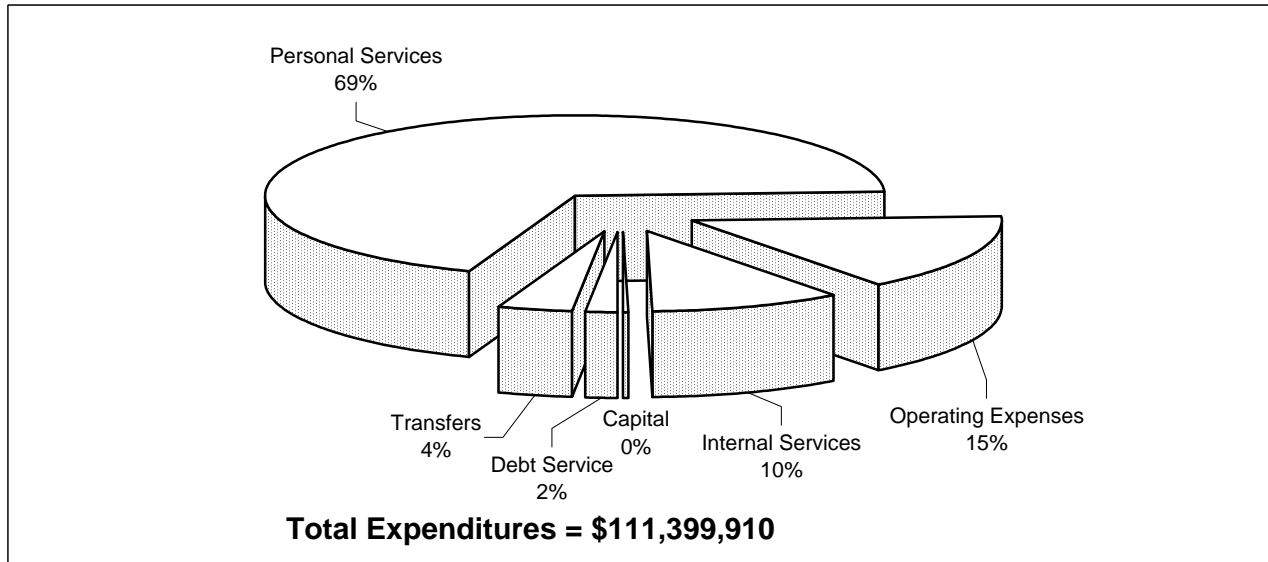 Personal Services
69%
Operating Expenses
15%
Internal Services
10%
Capital
0%
Debt Service
2%
Transfers
4%
Total Expenditures = $111,399,910